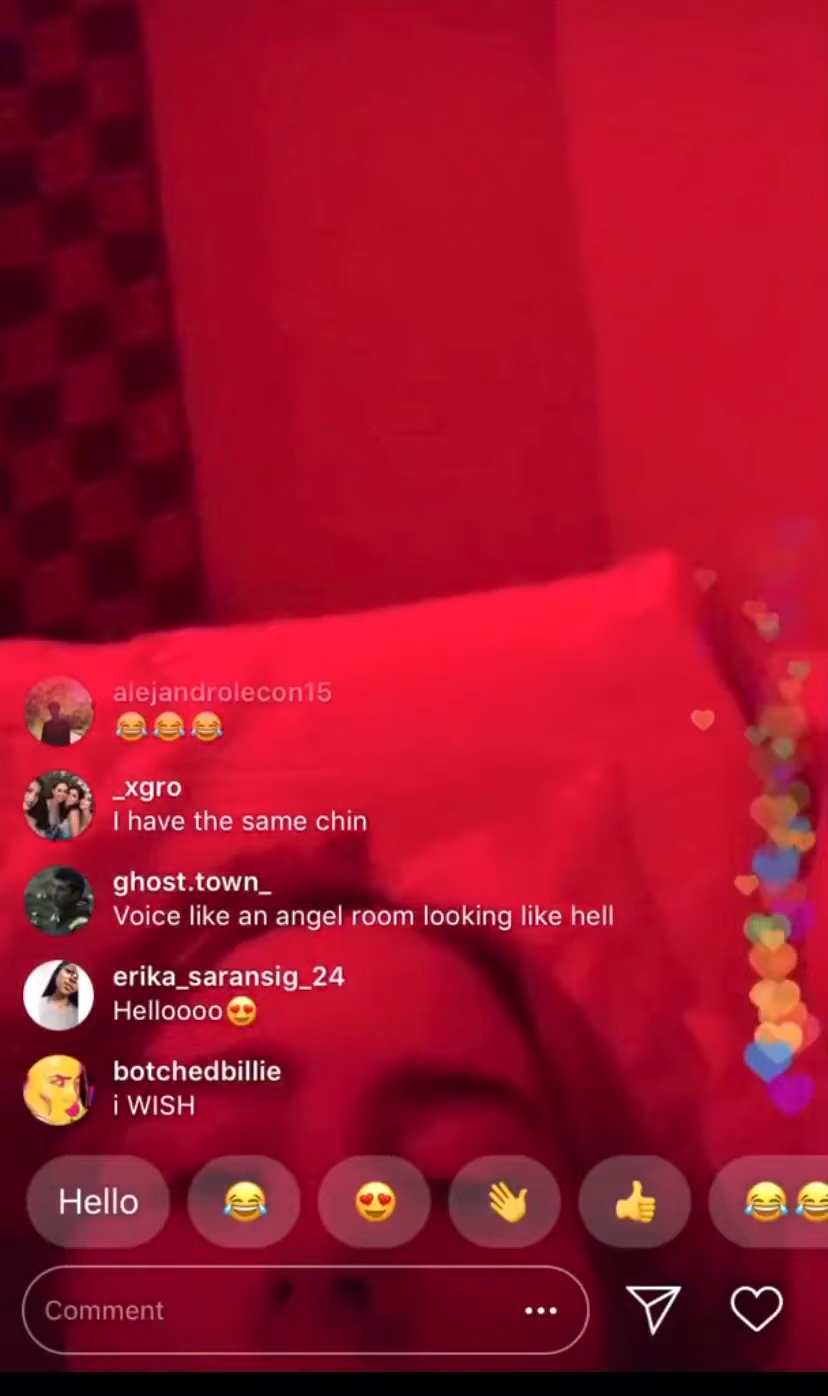 alejandrolecon15
😂😂😂
_xgro
I have the same chin
ghost.town_
Voice like an angel room looking like hell
erika_saransig_24
Helloooo😍
botchedbillie
i WISH
Hello 😂 😍 👋 👍 😂😂
Comment